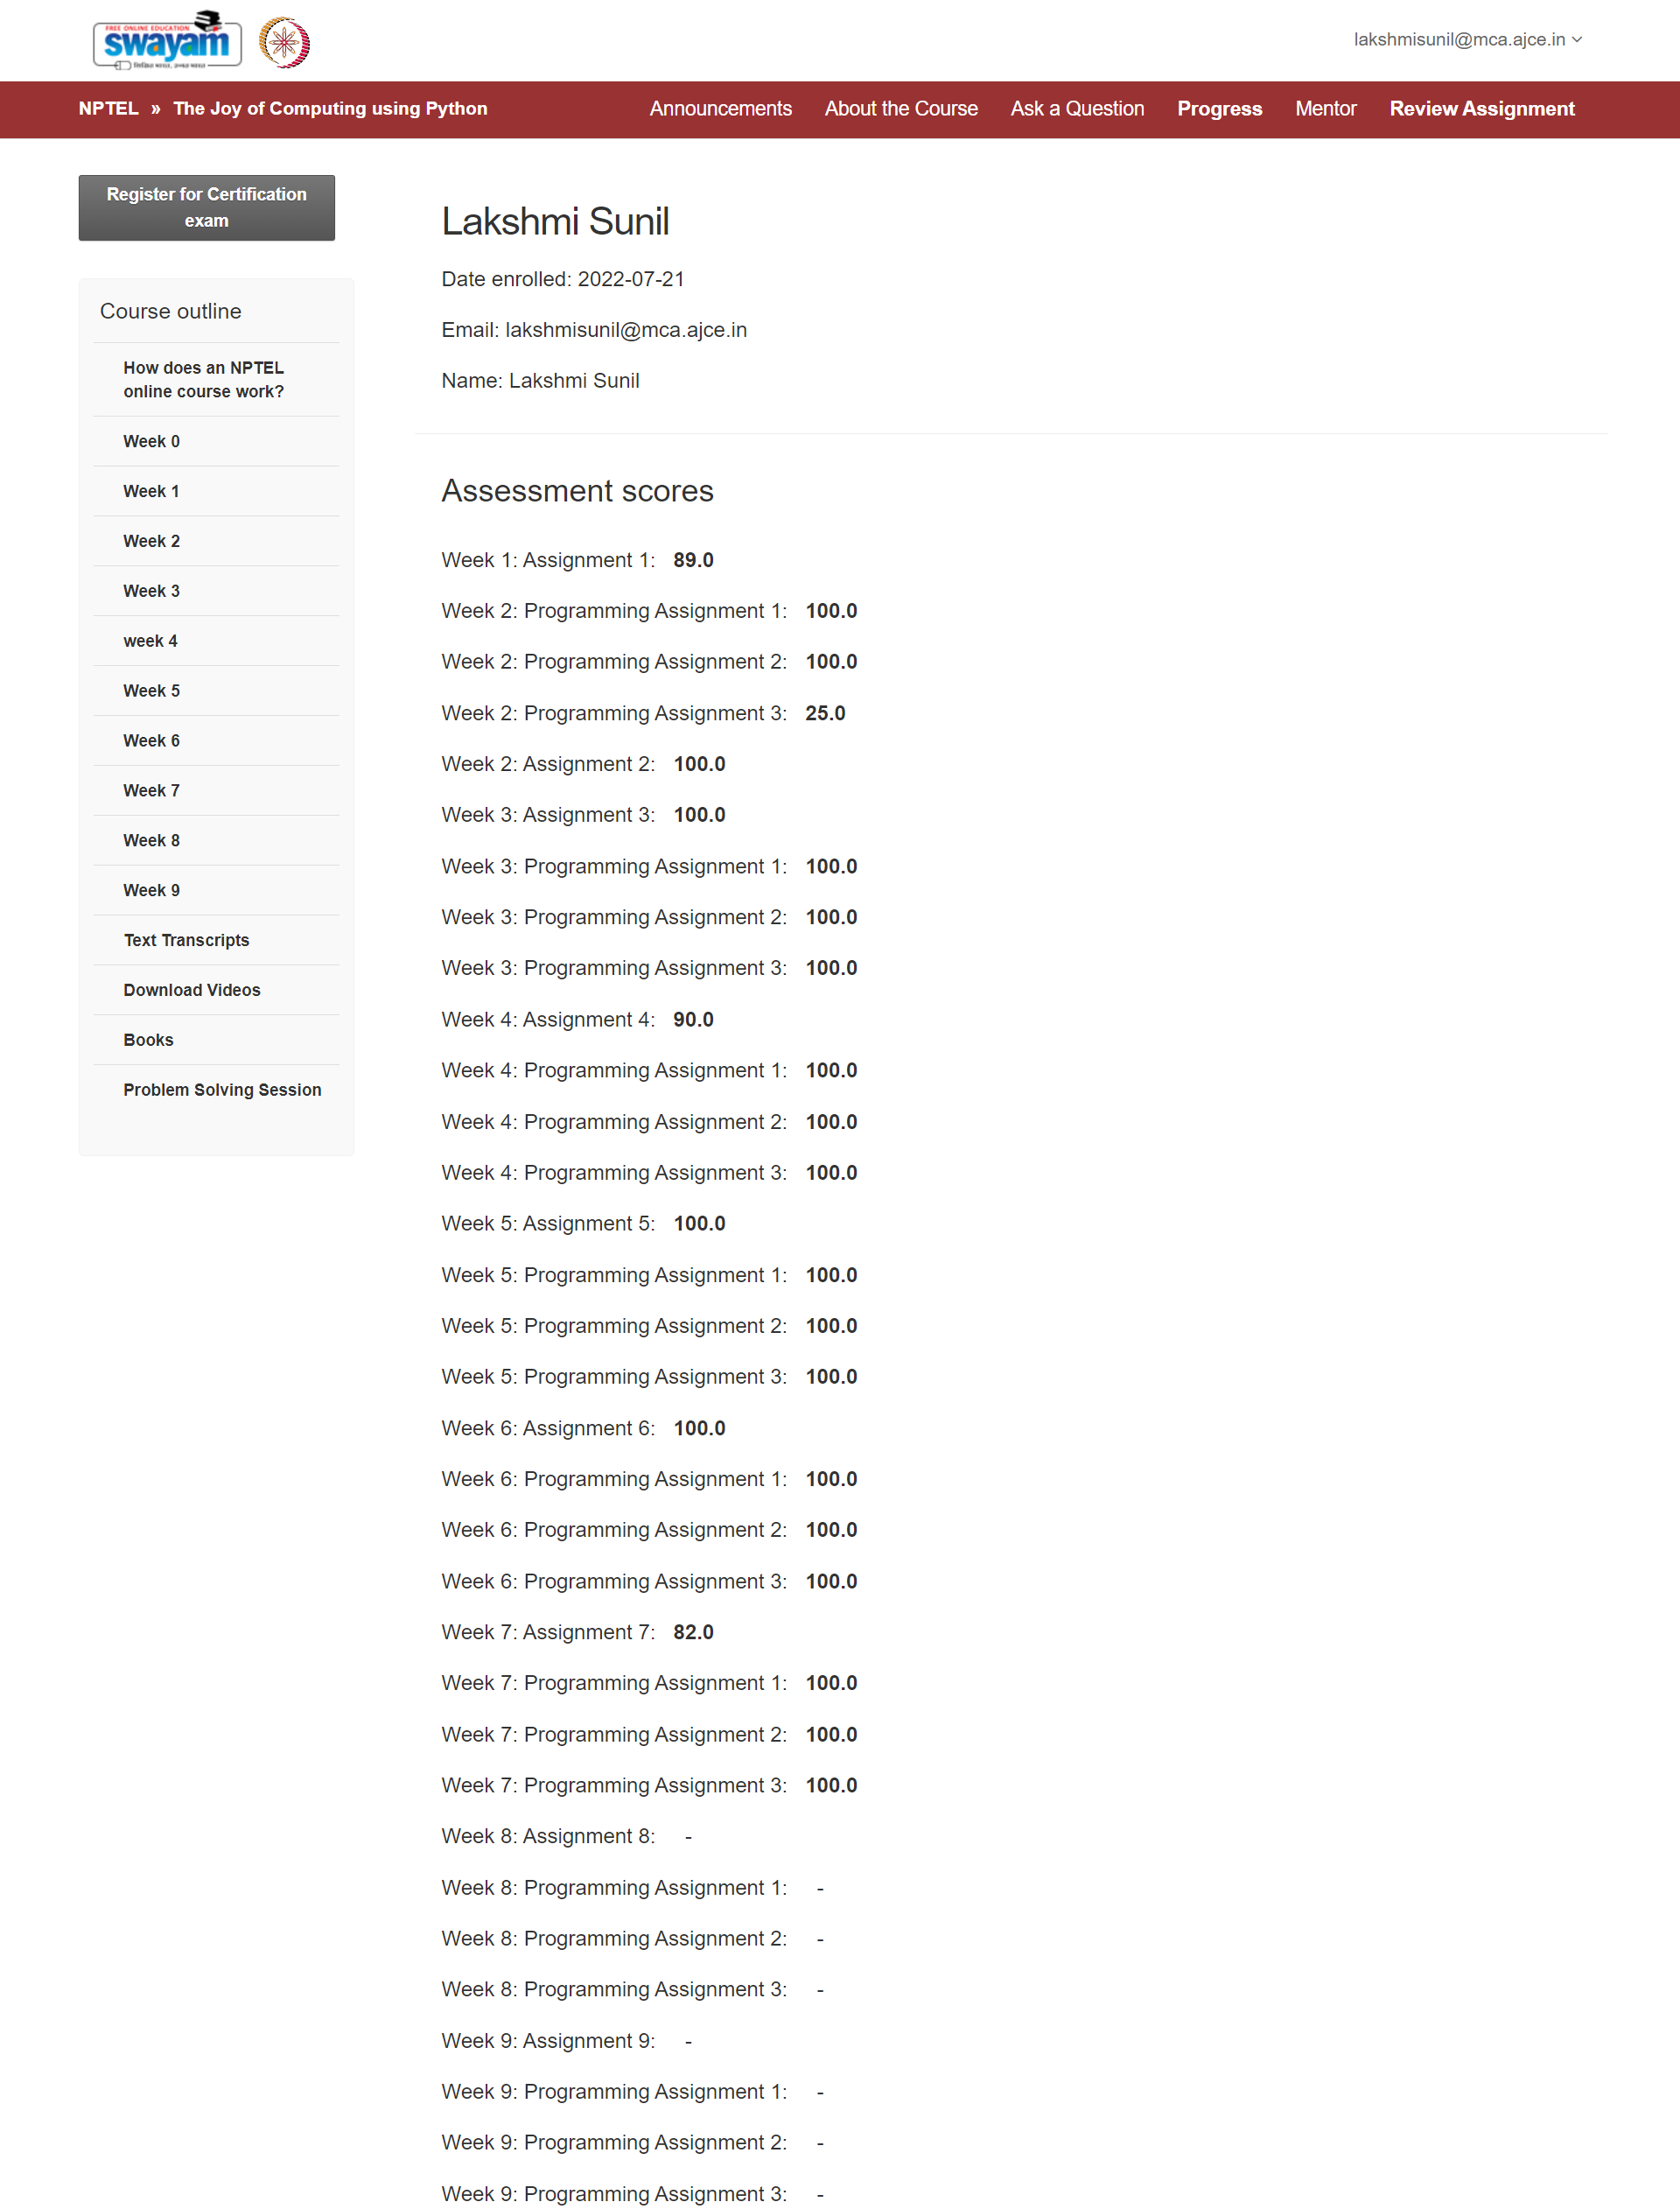 FREE ONLINE EDUCATION
swayam
lakshmisunil@mca.ajce.in
NPTEL » The Joy of Computing using Python
Announcements About the Course Ask a Question Progress Mentor Review Assignment
Register for Certification
exam
Course outline
How does an NPTEL
online course work?
Week 0
Week 1
Week 2
Week 3
week 4
Week 5
Week 6
Week 7
Week 8
Week 9
Text Transcripts
Download Videos
Books
Problem Solving Session
Lakshmi Sunil
Date enrolled: 2022-07-21
Email: lakshmisunil@mca.ajce.in
Name: Lakshmi Sunil
Assessment scores
Week 1: Assignment 1: 89.0
Week 2: Programming Assignment 1: 100.0
Week 2: Programming Assignment 2: 100.0
Week 2: Programming Assignment 3: 25.0
Week 2: Assignment 2: 100.0
Week 3: Assignment 3: 100.0
Week 3: Programming Assignment 1: 100.0
Week 3: Programming Assignment 2: 100.0
Week 3: Programming Assignment 3: 100.0
Week 4: Assignment 4: 90.0
Week 4: Programming Assignment 1: 100.0
Week 4: Programming Assignment 2: 100.0
Week 4: Programming Assignment 3: 100.0
Week 5: Assignment 5: 100.0
Week 5: Programming Assignment 1: 100.0
Week 5: Programming Assignment 2: 100.0
Week 5: Programming Assignment 3: 100.0
Week 6: Assignment 6: 100.0
Week 6: Programming Assignment 1: 100.0
Week 6: Programming Assignment 2: 100.0
Week 6: Programming Assignment 3: 100.0
Week 7: Assignment 7: 82.0
Week 7: Programming Assignment 1: 100.0
Week 7: Programming Assignment 2: 100.0
Week 7: Programming Assignment 3: 100.0
Week 8: Assignment 8: -
Week 8: Programming Assignment 1: -
Week 8: Programming Assignment 2: -
Week 8: Programming Assignment 3: -
Week 9: Assignment 9: -
Week 9: Programming Assignment 1: -
Week 9: Programming Assignment 2: -
Week 9: Programming Assignment 3: -